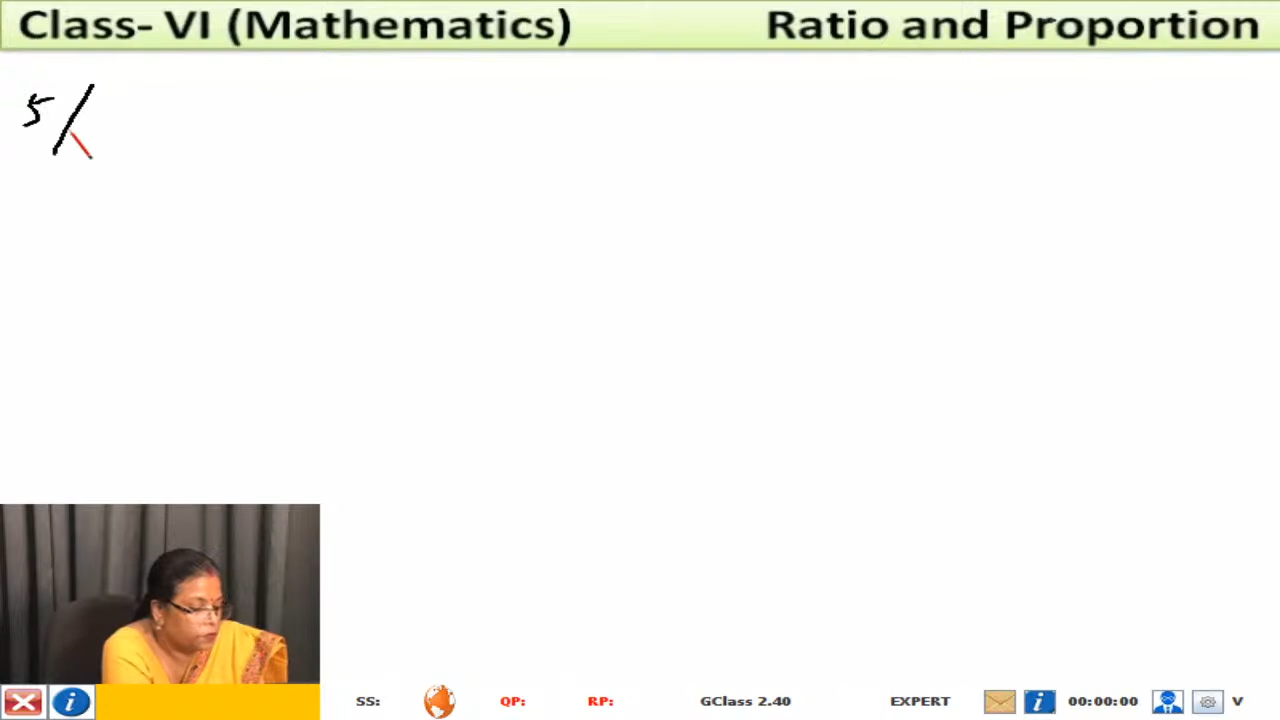 Class- VI (Mathematics) Ratio and Proportion
5/
SS: QP: RP: GClass 2.40 EXPERT 00:00:00 V